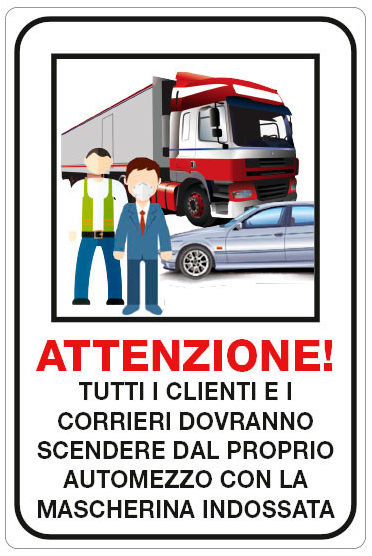 ATTENZIONE!
TUTTI I CLIENTI E I
CORRIERI DOVRANNO
SCENDERE DAL PROPRIO
AUTOMEZZO CON LA
MASCHERINA INDOSSATA